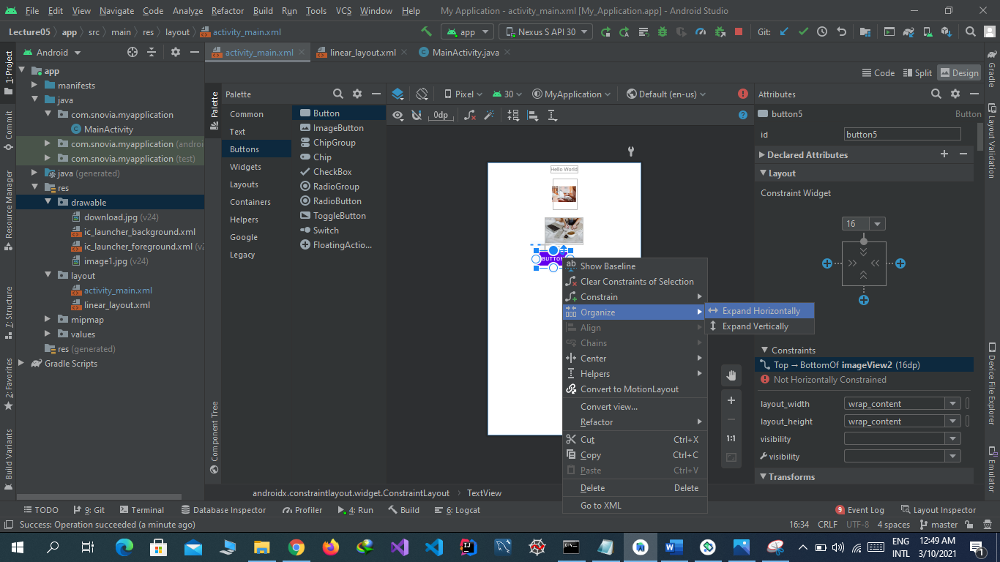 File Edit View Navigate Code Analyze Refactor Build Run Tools VCS Window Help My Application - activity_main.xml [My_Application.app] - Android Studio
Lecture05 app src main res layout activity_main.xml app Nexus S API 30 Git:
Android activity_main.xml linear_layout.xml MainActivity.java
Code Split Design
1: Project
Commit
Resource Manager
7: Structure
2: Favorites
Build Variants
app
manifests
java
com.snovia.myapplication
MainActivity
com.snovia.myapplication (androi
com.snovia.myapplication (test)
java (generated)
res
drawable
download.jpg (v24)
ic_launcher_background.xml
ic_launcher_foreground.xml (v2
image1.jpg (v24)
layout
activity_main.xml
linear_layout.xml
mipmap
values
res (generated)
Gradle Scripts
Palette
Component Tree
Palette
Common
Text
Buttons
Widgets
Layouts
Containers
Helpers
Google
Legacy
Button
ImageButton
ChipGroup
Chip
CheckBox
RadioGroup
RadioButton
ToggleButton
Switch
FloatingActio...
Pixel 30 MyApplication Default (en-us)
0dp
Hello World
BUTTON
Show Baseline
Clear Constraints of Selection
Constrain
Organize
Align
Chains
Center
Helpers
Convert to MotionLayout
Convert view...
Refactor
Cut Ctrl+X
Copy Ctrl+C
Paste Ctrl+V
Delete Delete
Go to XML
Expand Horizontally
Expand Vertically
1:1
Attributes
button5 Button
id button5
Declared Attributes
Layout
Constraint Widget
16
Constraints
Top → BottomOf imageView2 (16dp)
Not Horizontally Constrained
layout_width wrap_content
layout_height wrap_content
visibility
visibility
Transforms
Gradle
Layout Validation
Device File Explorer
Emulator
androidx.constraintlayout.widget.ConstraintLayout TextView
TODO 9: Git Terminal Database Inspector Profiler 4: Run Build 6: Logcat 9 Event Log Layout Inspector
Success: Operation succeeded (a minute ago) 16:34 CRLF UTF-8 4 spaces master
ENG 12:49 AM
INTL 3/10/2021 1